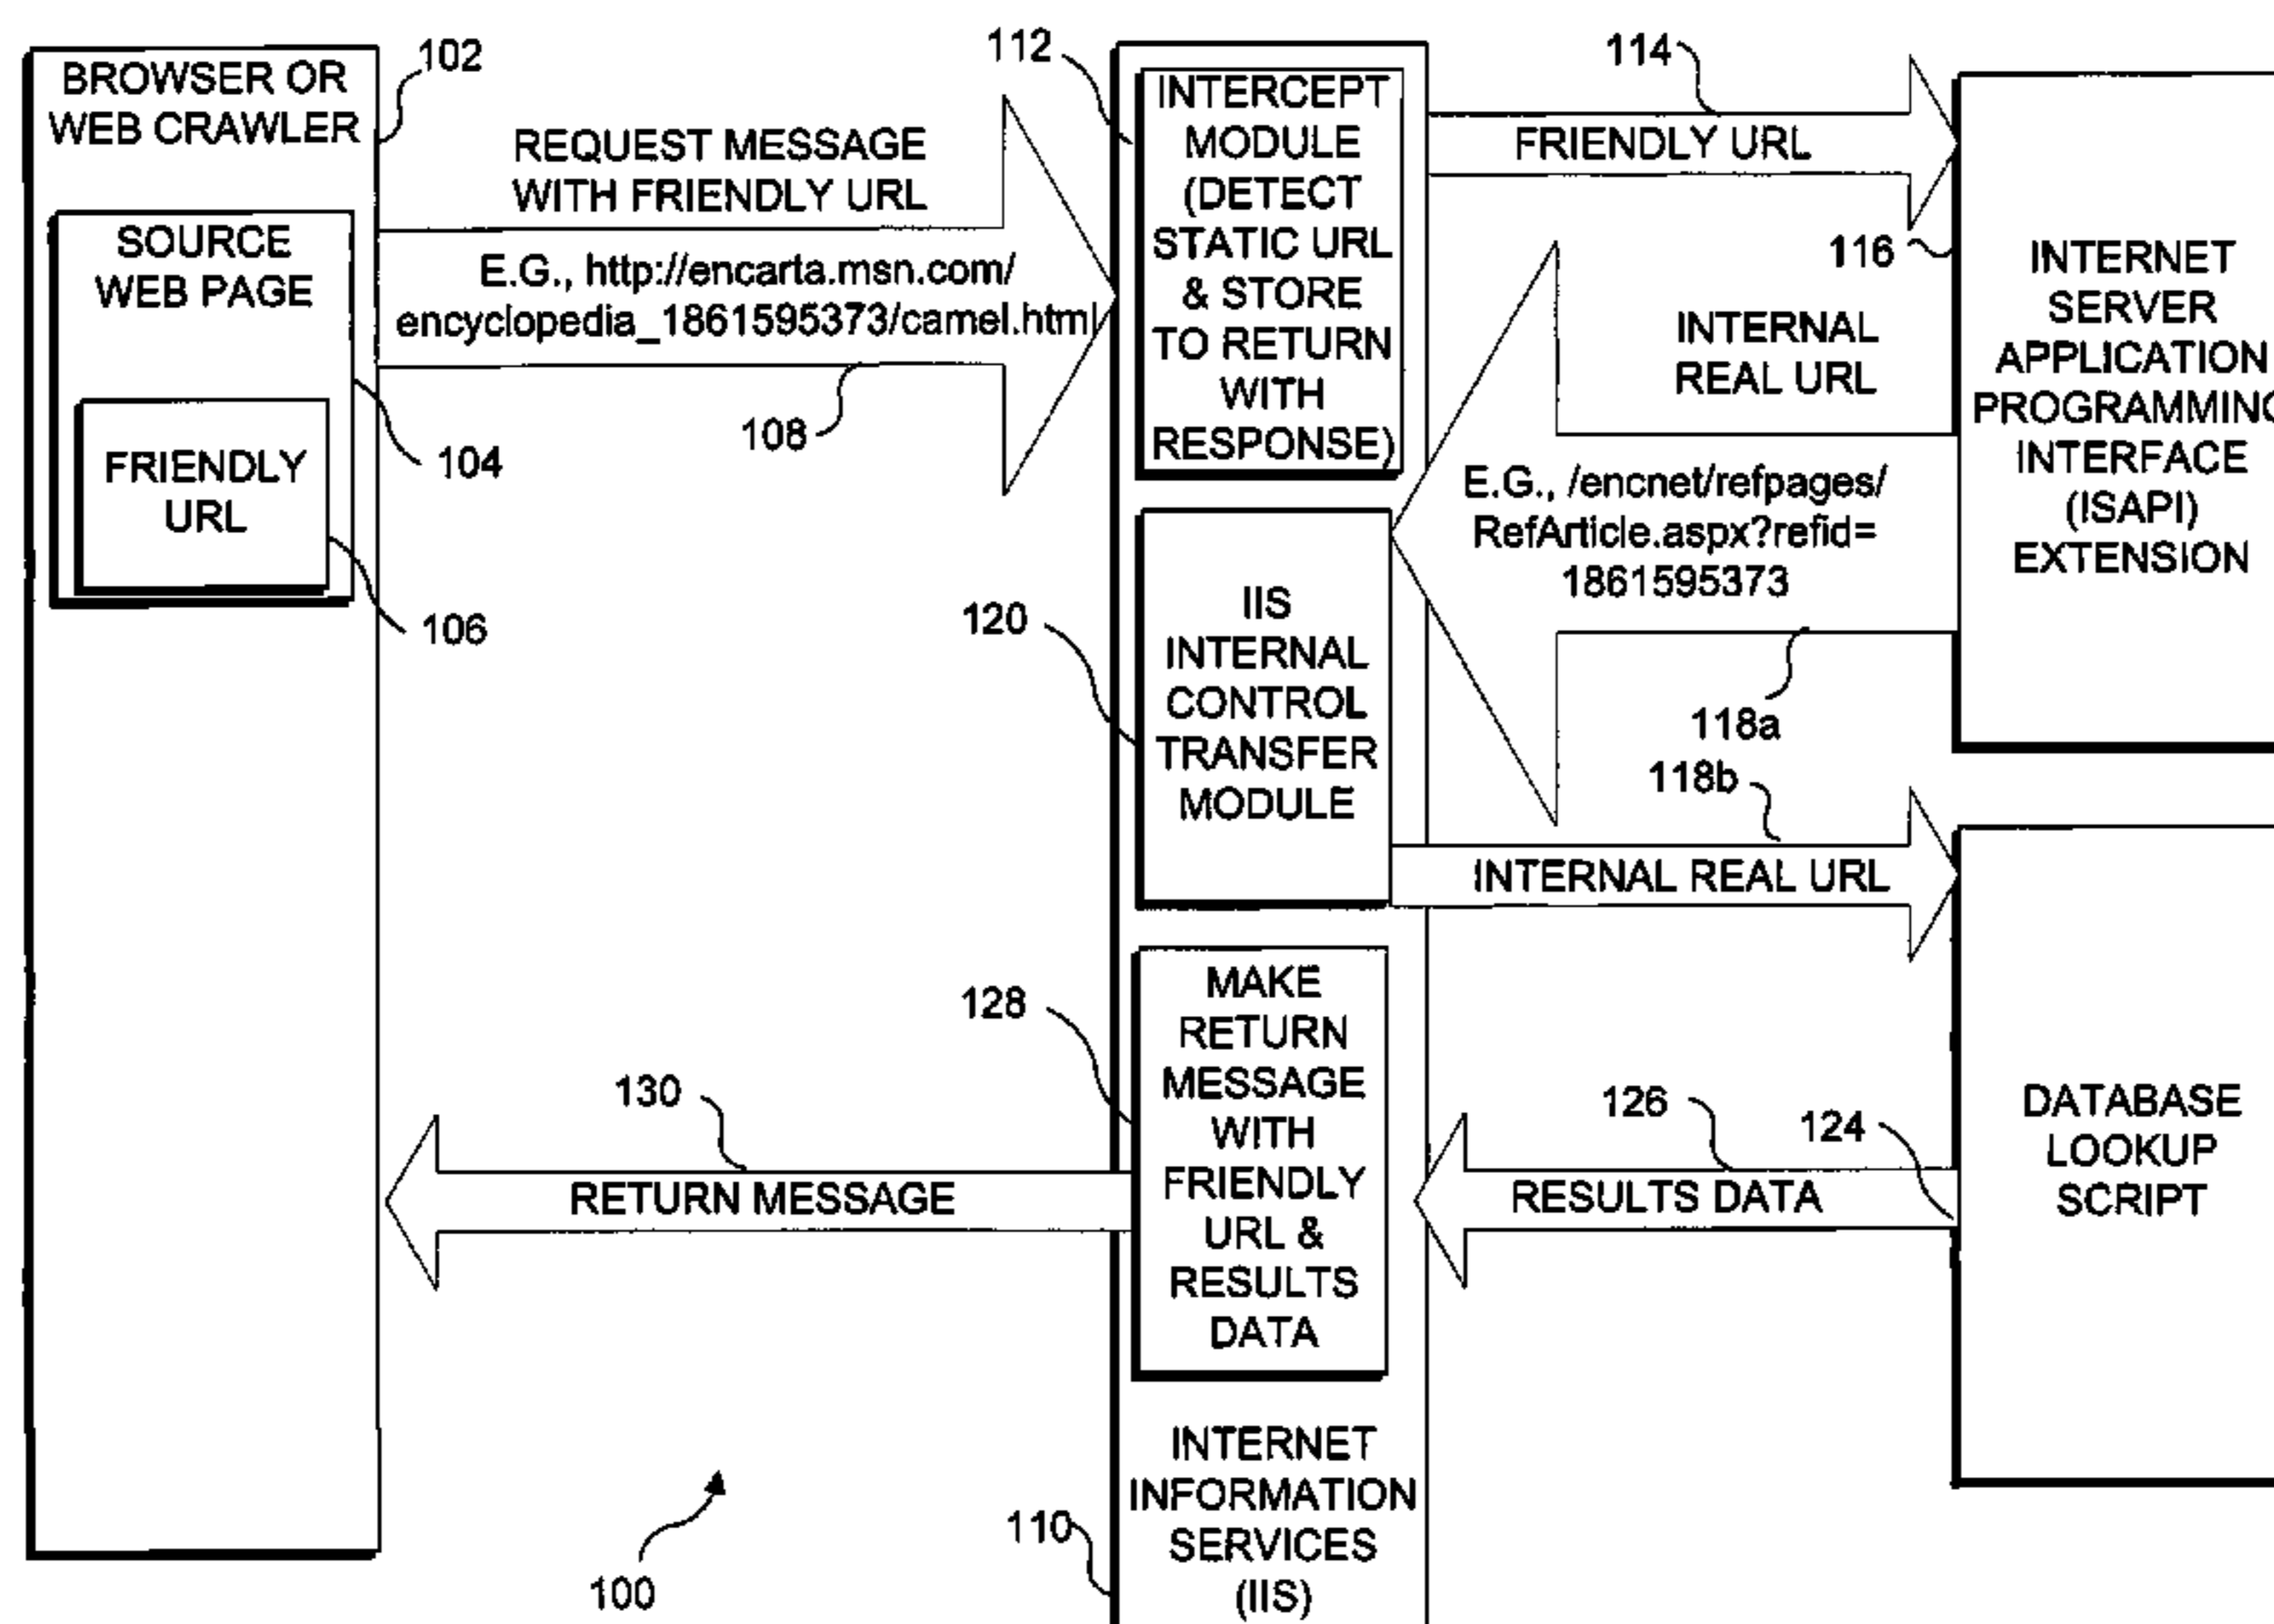 BROWSER OR
WEB CRAWLER
102
SOURCE
WEB PAGE
104
FRIENDLY
URL
106
REQUEST MESSAGE
WITH FRIENDLY URL
E.G., http://encarta.msn.com/
encyclopedia_1861595373/camel.html
108
112
INTERCEPT
MODULE
(DETECT
STATIC URL
& STORE
TO RETURN
WITH
RESPONSE)
114
FRIENDLY URL
116
INTERNET
SERVER
APPLICATION
PROGRAMMING
INTERFACE
(ISAPI)
EXTENSION
INTERNAL
REAL URL
E.G., /encnet/refpages/
RefArticle.aspx?refid=
1861595373
118a
120
IIS
INTERNAL
CONTROL
TRANSFER
MODULE
118b
INTERNAL REAL URL
DATABASE
LOOKUP
SCRIPT
124
126
RESULTS DATA
128
MAKE
RETURN
MESSAGE
WITH
FRIENDLY
URL &
RESULTS
DATA
130
RETURN MESSAGE
INTERNET
INFORMATION
SERVICES
(IIS)
110
100